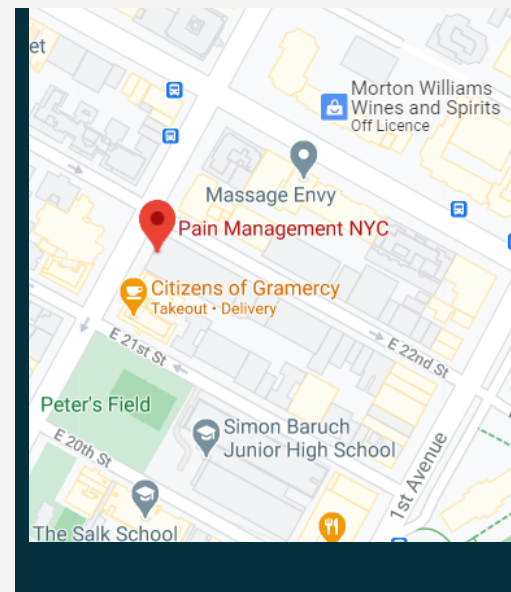 et
Morton Williams
Wines and Spirits
Off Licence
Massage Envy
Pain Management NYC
Citizens of Gramercy
Takeout • Delivery
E 21st St
E 22nd St
Peter's Field
Simon Baruch
Junior High School
E 20th St
1st Avenue
The Salk School